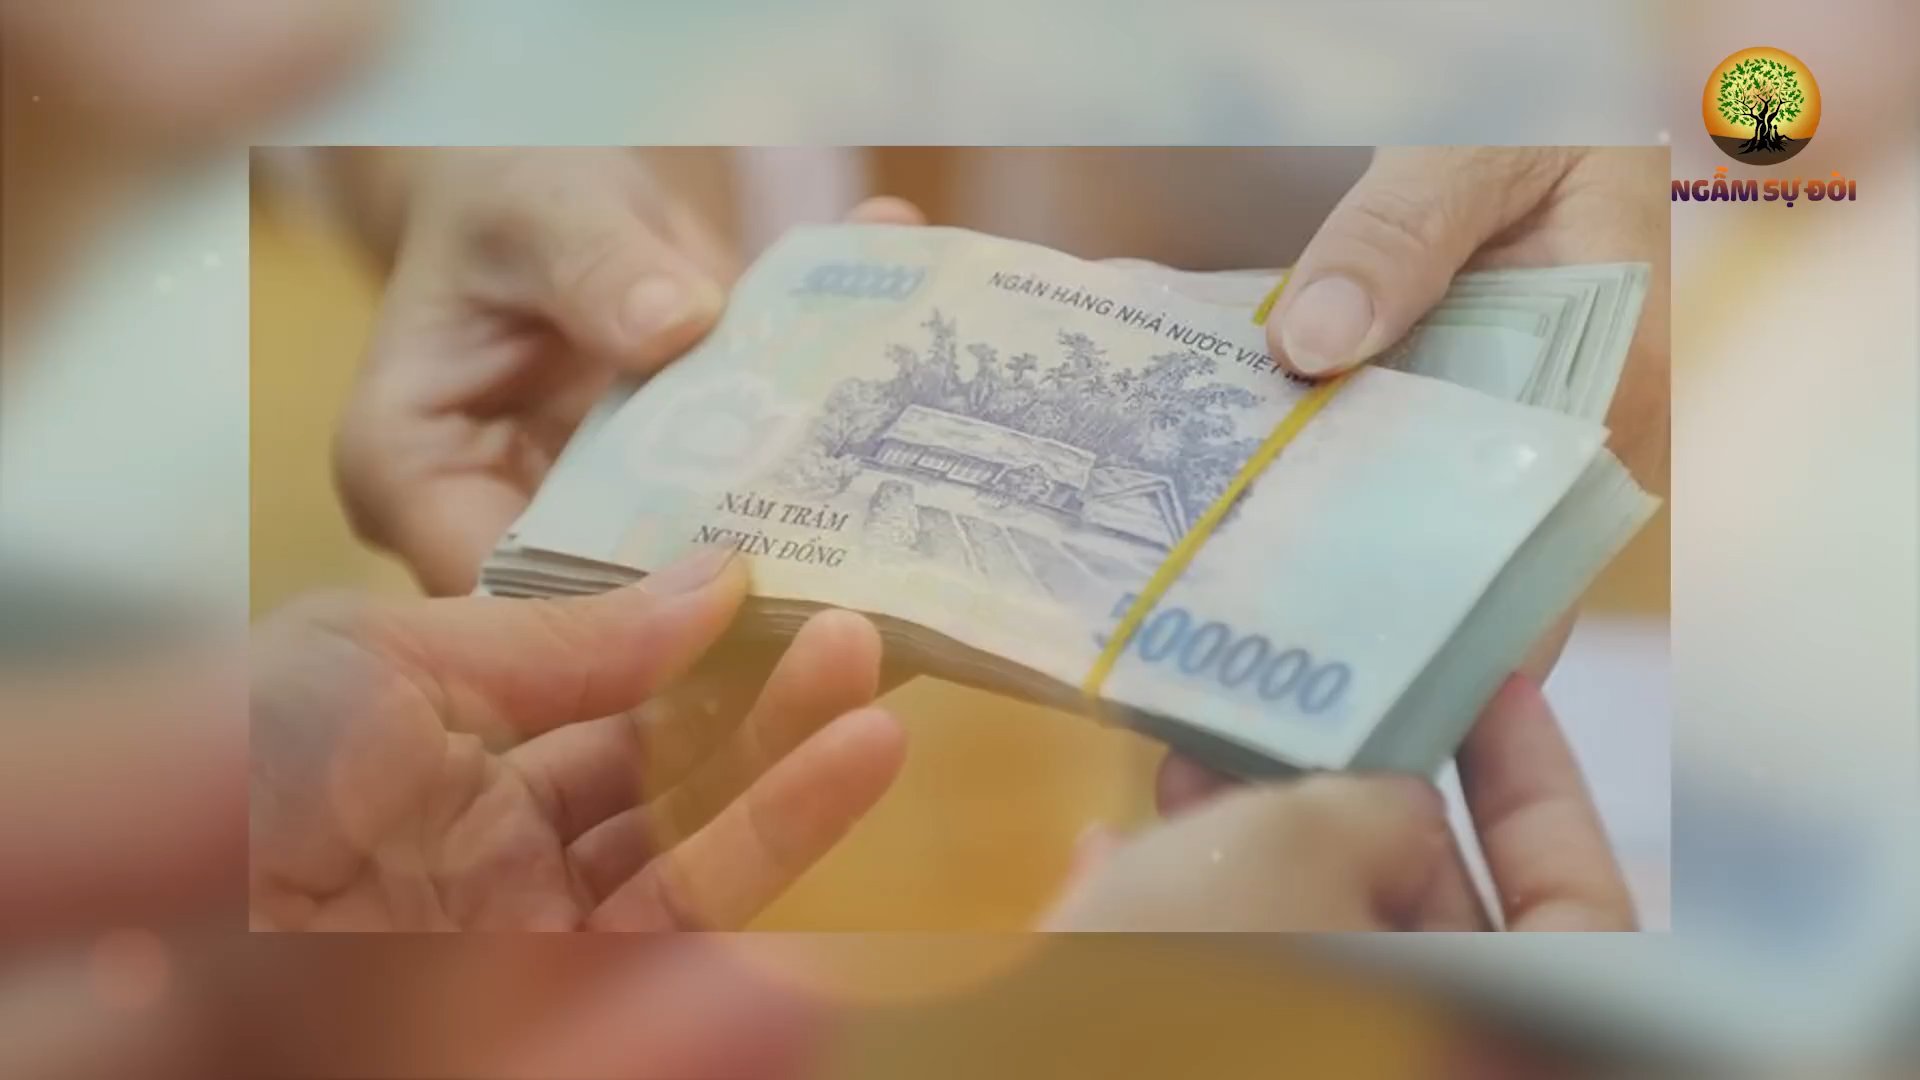 NGẪM SỰ ĐỜI
NGÂN HÀNG NHÀ NƯỚC VIỆT
NĂM TRĂM
NGHÌN ĐỒNG
500000